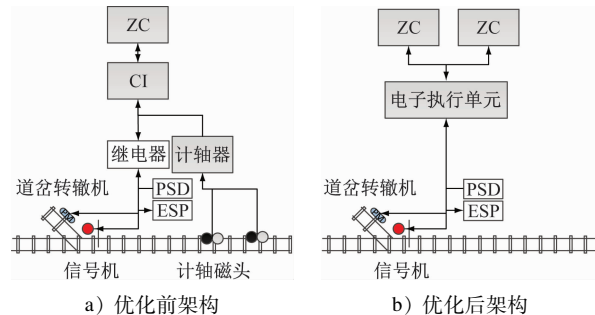 ZC
CI
继电器
计轴器
道岔转辙机
PSD
ESP
信号机
计轴磁头
a）优化前架构
ZC
ZC
电子执行单元
道岔转辙机
PSD
ESP
信号机
b）优化后架构